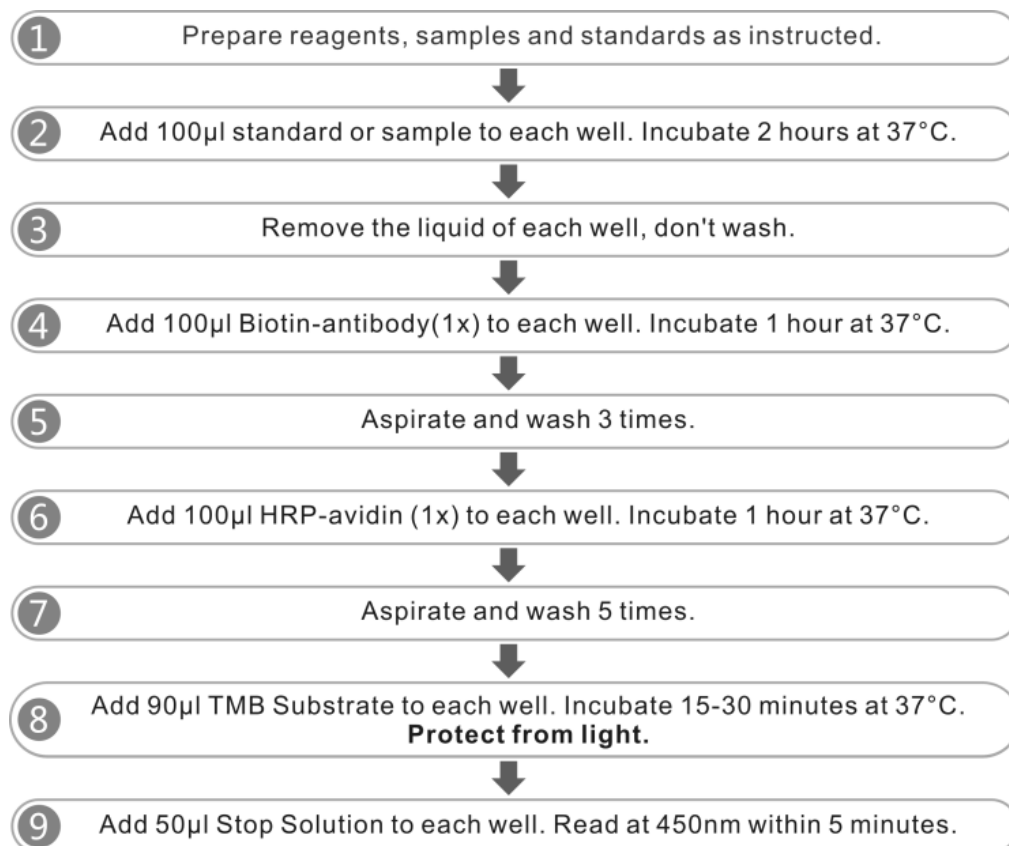 1 Prepare reagents, samples and standards as instructed.
2 Add 100µl standard or sample to each well. Incubate 2 hours at 37°C.
3 Remove the liquid of each well, don't wash.
4 Add 100µl Biotin-antibody(1x) to each well. Incubate 1 hour at 37°C.
5 Aspirate and wash 3 times.
6 Add 100µl HRP-avidin (1x) to each well. Incubate 1 hour at 37°C.
7 Aspirate and wash 5 times.
8 Add 90µl TMB Substrate to each well. Incubate 15-30 minutes at 37°C.
Protect from light.
9 Add 50µl Stop Solution to each well. Read at 450nm within 5 minutes.